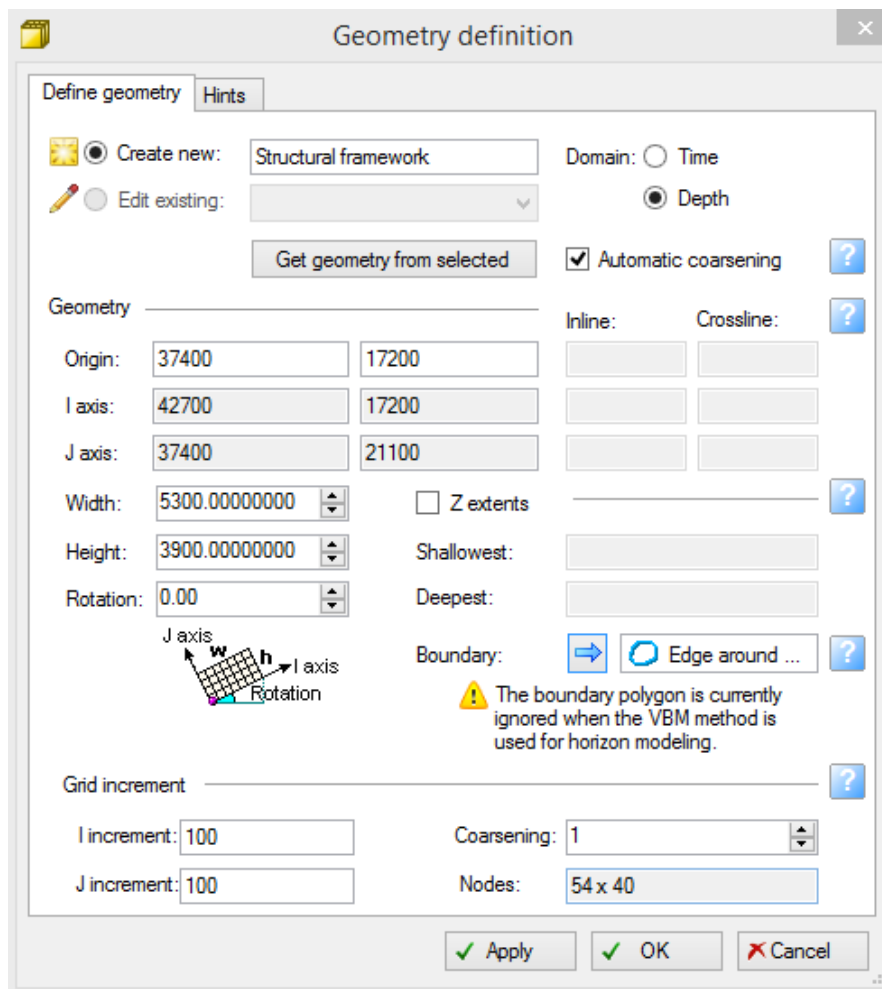 Geometry definition
Define geometry Hints
Create new: Structural framework Domain: Time
Edit existing: Depth
Get geometry from selected Automatic coarsening ?
Geometry Inline: Crossline: ?
Origin: 37400 17200
I axis: 42700 17200
J axis: 37400 21100
Width: 5300.00000000 Z extents ?
Height: 3900.00000000 Shallowest:
Rotation: 0.00 Deepest:
J axis
w h I axis
Rotation
Boundary: Edge around ... ?
The boundary polygon is currently
ignored when the VBM method is
used for horizon modeling.
Grid increment ?
I increment: 100 Coarsening: 1
J increment: 100 Nodes: 54 x 40
Apply OK Cancel